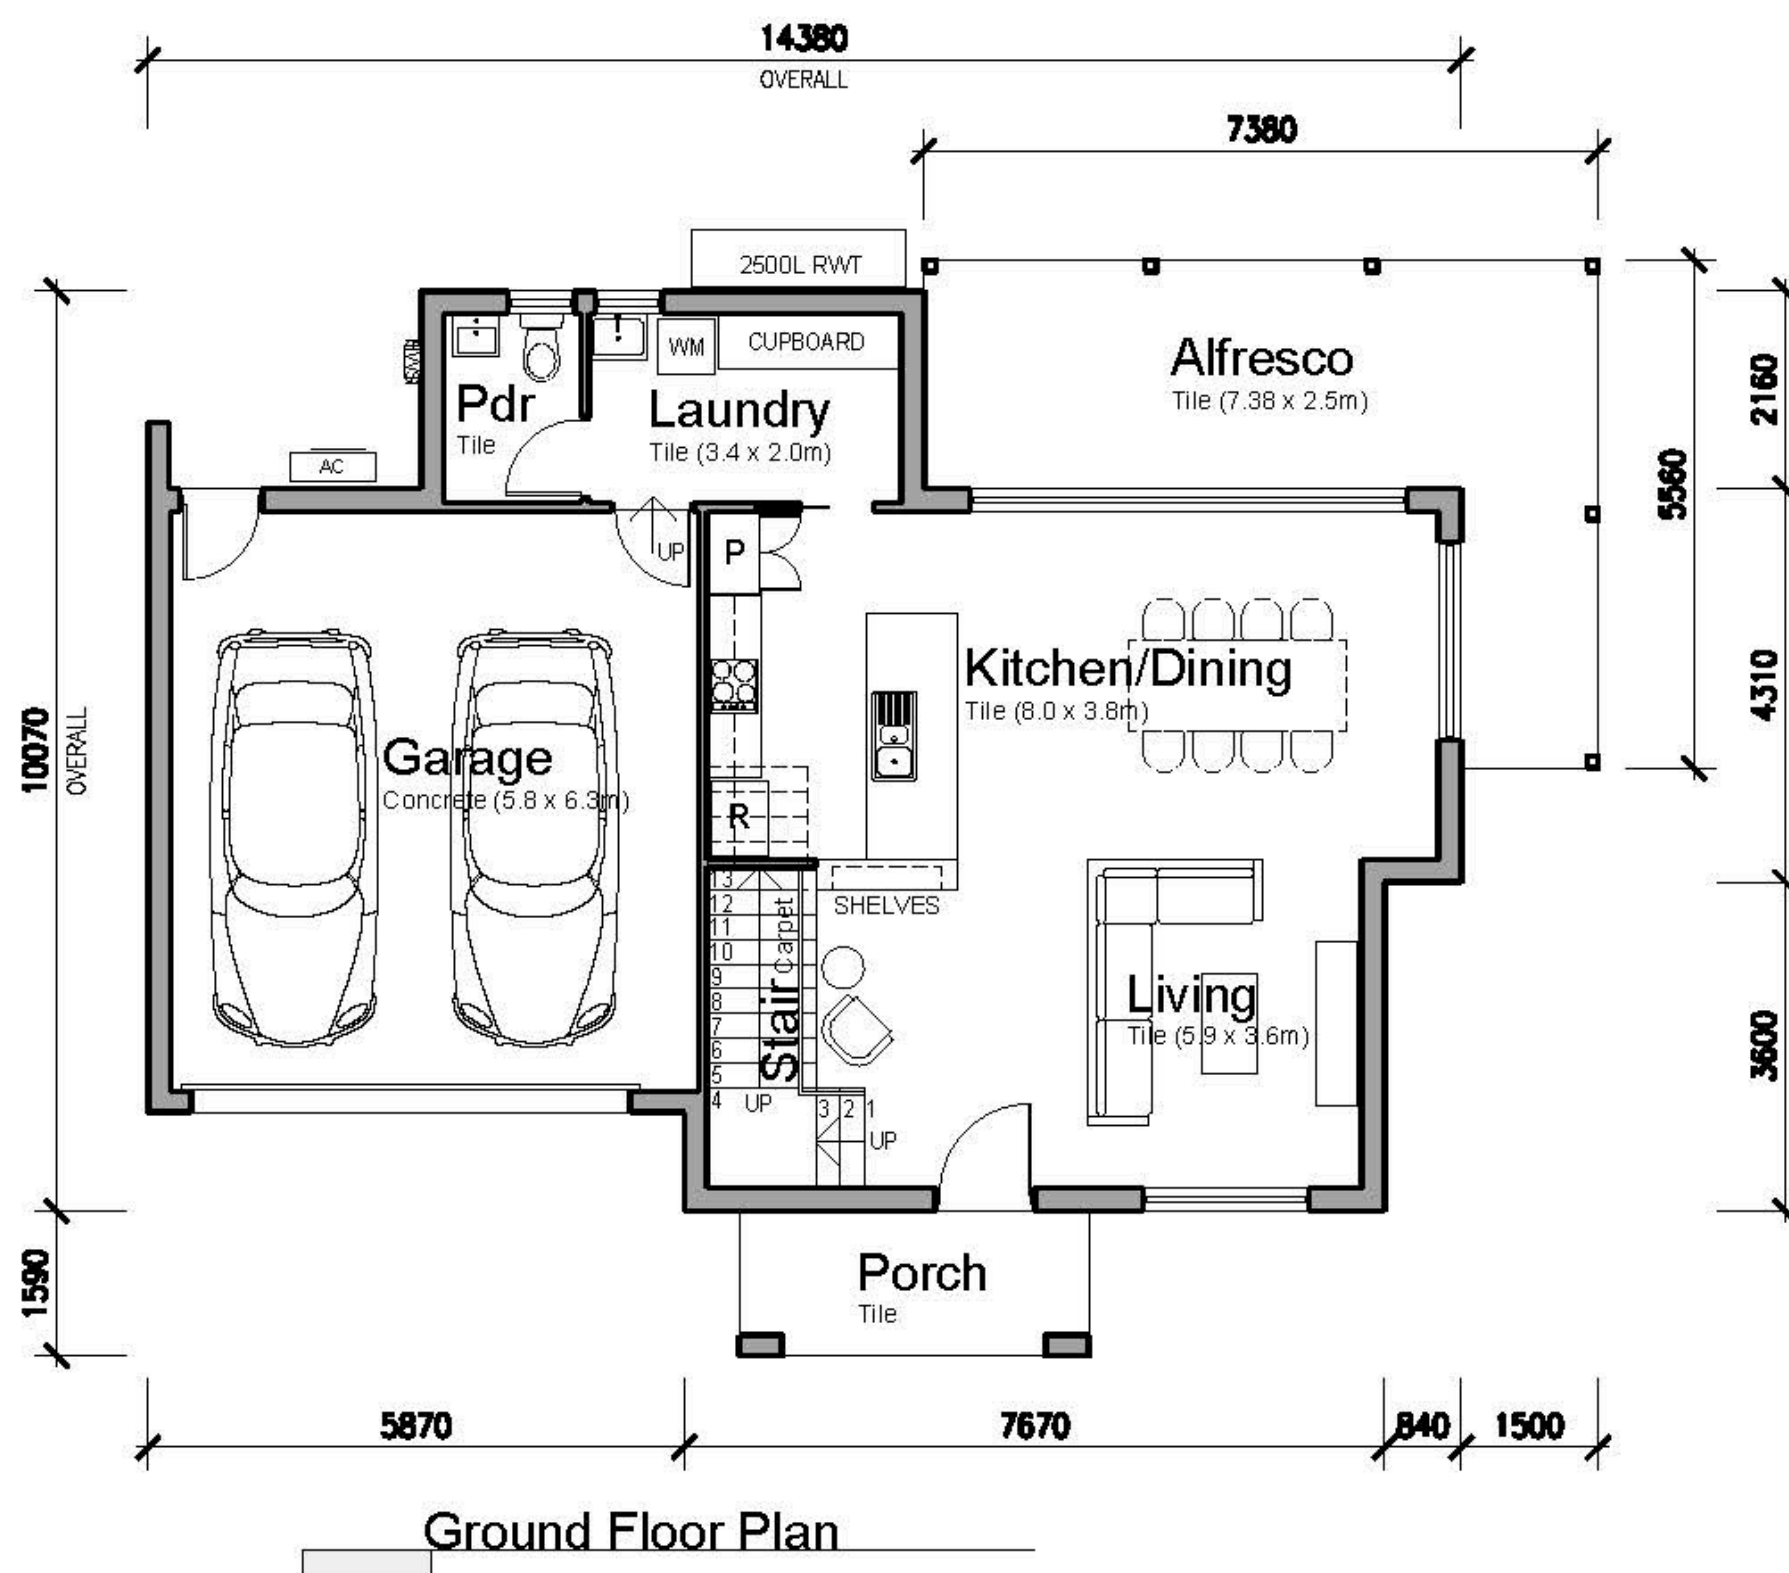 14380
OVERALL
7380
2500L RWT
WM
CUPBOARD
Alfresco
Tile (7.38 x 2.5m)
Pdr
Tile
Laundry
Tile (3.4 x 2.0m)
AC
2160
5560
10070
OVERALL
UP
P
Kitchen/Dining
Tile (8.0 x 3.8m)
4310
Garage
Concrete (5.8 x 6.3m)
R
SHELVES
13
12
11
10
9
8
7
6
5
4
UP
Stair
Carpet
3
2
1
UP
Living
Tile (5.9 x 3.6m)
3600
Porch
Tile
1590
5870
7670
840
1500
Ground Floor Plan